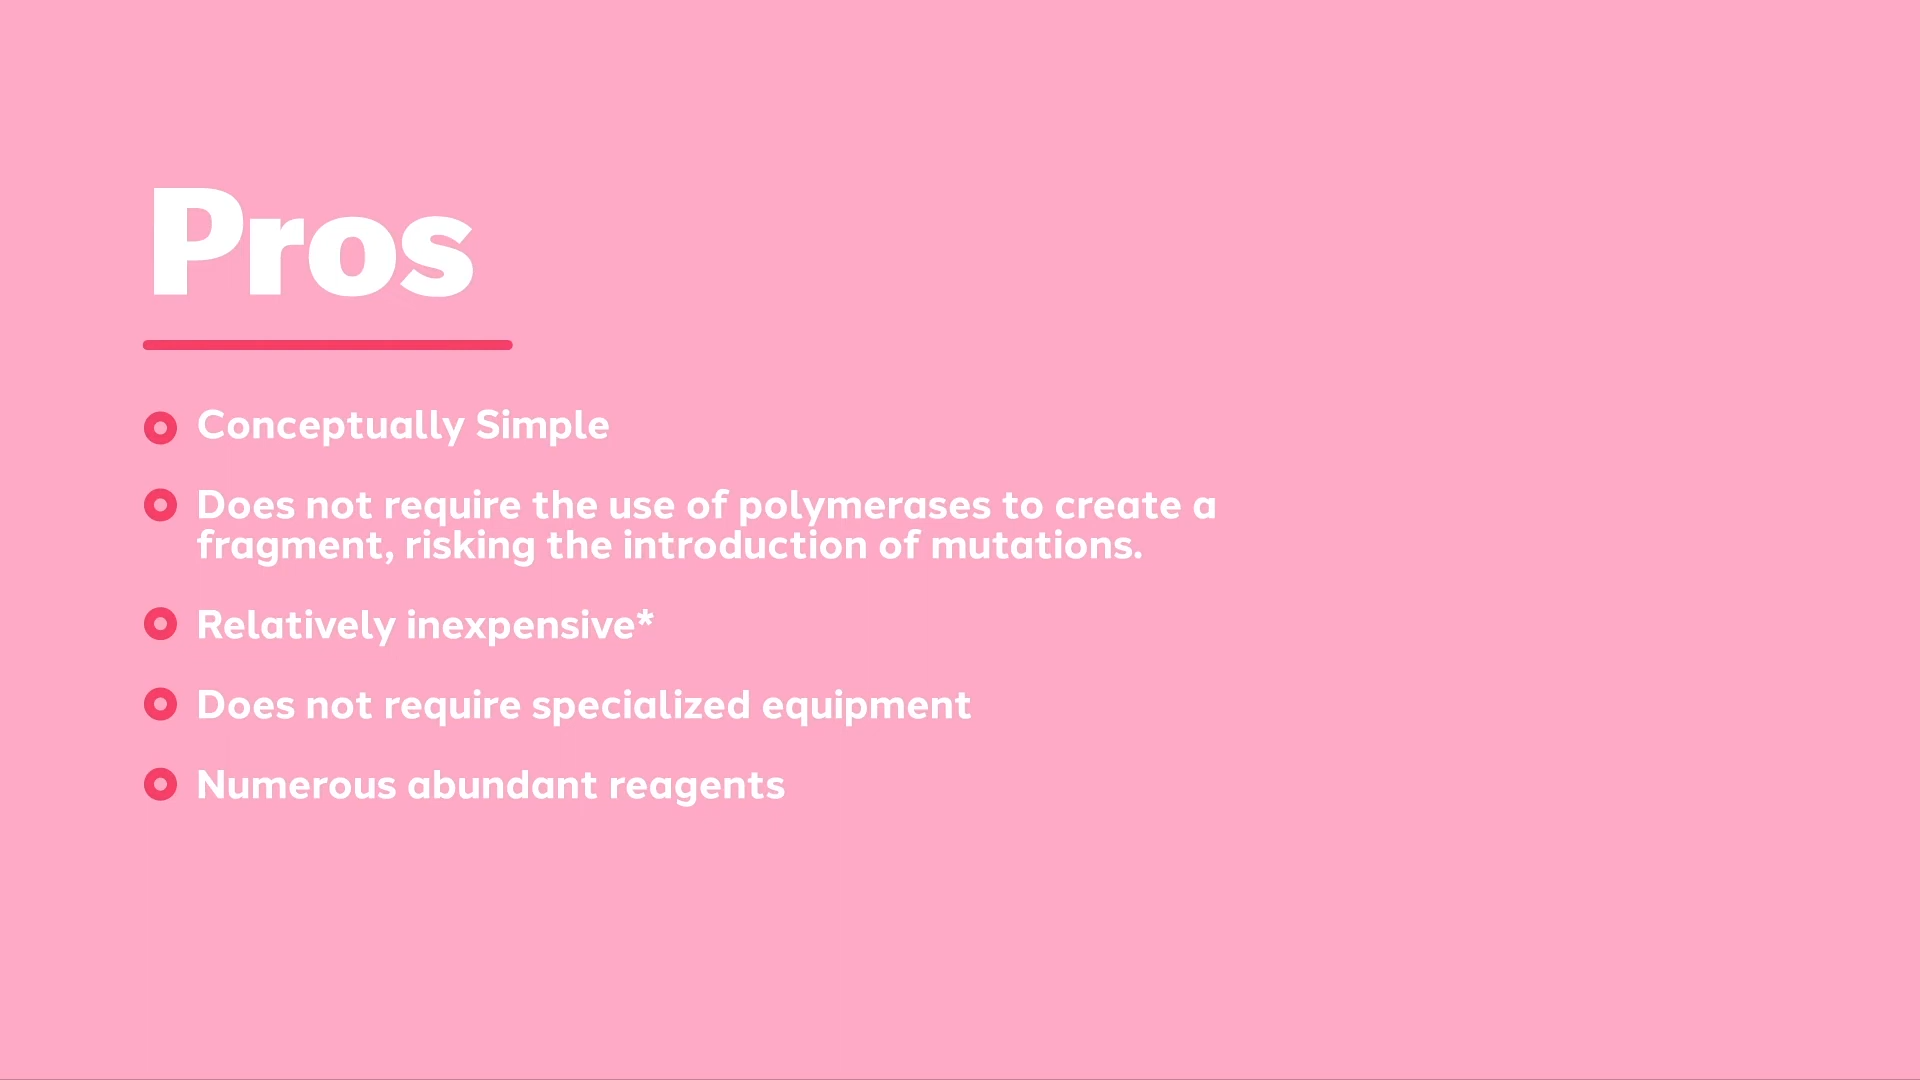 Pros
Conceptually Simple
Does not require the use of polymerases to create a
fragment, risking the introduction of mutations.
Relatively inexpensive*
Does not require specialized equipment
Numerous abundant reagents